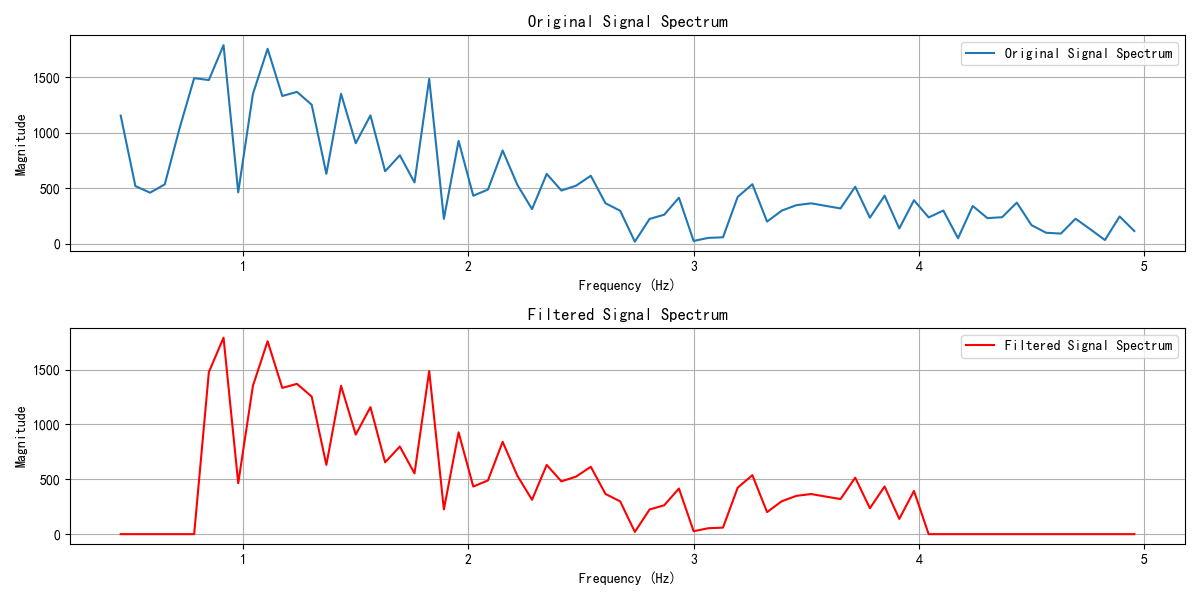 Original Signal Spectrum
Original Signal Spectrum
1500
1000
500
0
Magnitude
1 2 3 4 5
Frequency (Hz)
Filtered Signal Spectrum
Filtered Signal Spectrum
1500
1000
500
0
Magnitude
1 2 3 4 5
Frequency (Hz)